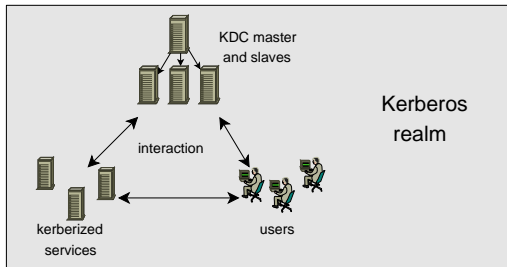 KDC master
and slaves
Kerberos
realm
interaction
kerberized
services
users